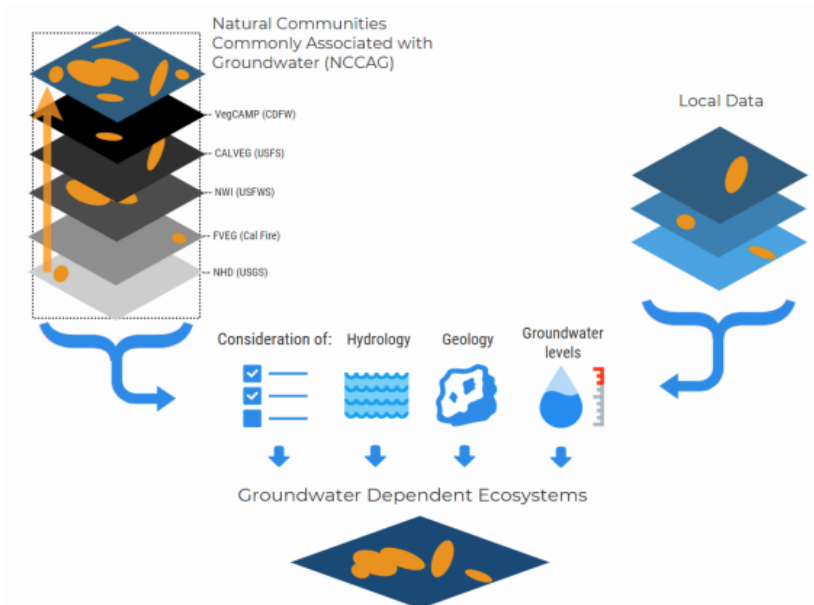 Natural Communities
Commonly Associated with
Groundwater (NCCAG)
VegCAMP (CDFW)
CALVEG (USFS)
NWI (USFWS)
FVEG (Cal Fire)
NHD (USGS)
Local Data
Consideration of:
Hydrology
Geology
Groundwater
levels
Groundwater Dependent Ecosystems